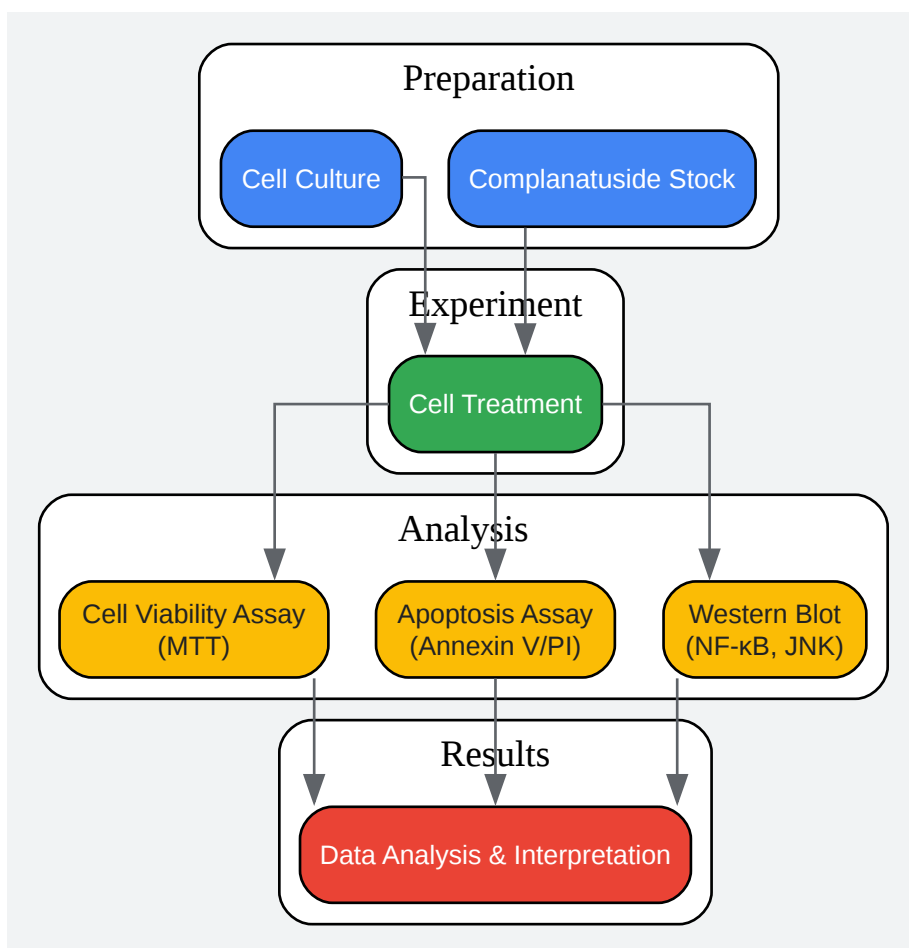 Preparation
Cell Culture
Complanatuside Stock
Experiment
Cell Treatment
Analysis
Cell Viability Assay
(MTT)
Apoptosis Assay
(Annexin V/PI)
Western Blot
(NF-κB, JNK)
Results
Data Analysis & Interpretation